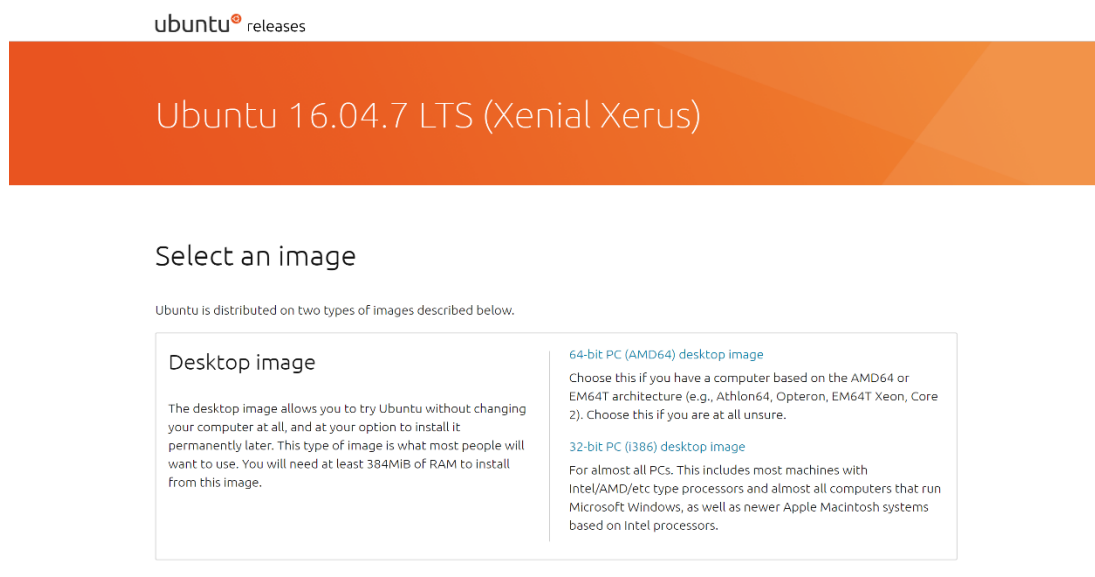 ubuntu releases
Ubuntu 16.04.7 LTS (Xenial Xerus)
Select an image
Ubuntu is distributed on two types of images described below.
Desktop image
The desktop image allows you to try Ubuntu without changing
your computer at all, and at your option to install it
permanently later. This type of image is what most people will
want to use. You will need at least 384MiB of RAM to install
from this image.
64-bit PC (AMD64) desktop image
Choose this if you have a computer based on the AMD64 or
EM64T architecture (e.g., Athlon64, Opteron, EM64T Xeon, Core
2). Choose this if you are at all unsure.
32-bit PC (i386) desktop image
For almost all PCs. This includes most machines with
Intel/AMD/etc type processors and almost all computers that run
Microsoft Windows, as well as newer Apple Macintosh systems
based on Intel processors.